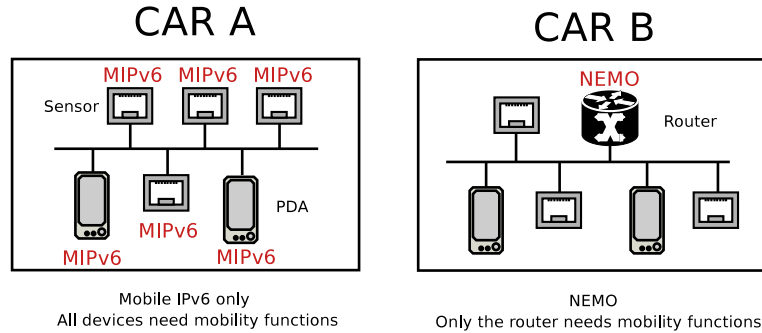 CAR A
MIPv6 MIPv6 MIPv6
Sensor
PDA
MIPv6
MIPv6 MIPv6
Mobile IPv6 only
All devices need mobility functions
CAR B
NEMO
Router
NEMO
Only the router needs mobility functions